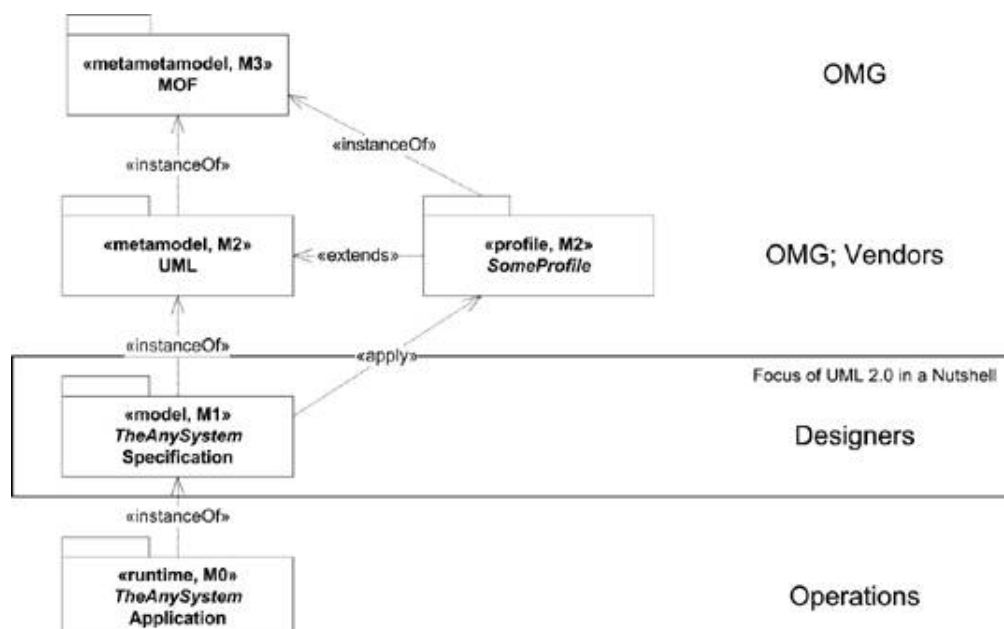 «metametamodel, M3»
MOF
OMG
«instanceOf»
«instanceOf»
«metamodel, M2»
UML
«extends»
«profile, M2»
SomeProfile
OMG; Vendors
«instanceOf»
«apply»
Focus of UML 2.0 in a Nutshell
«model, M1»
TheAnySystem
Specification
Designers
«instanceOf»
«runtime, M0»
TheAnySystem
Application
Operations